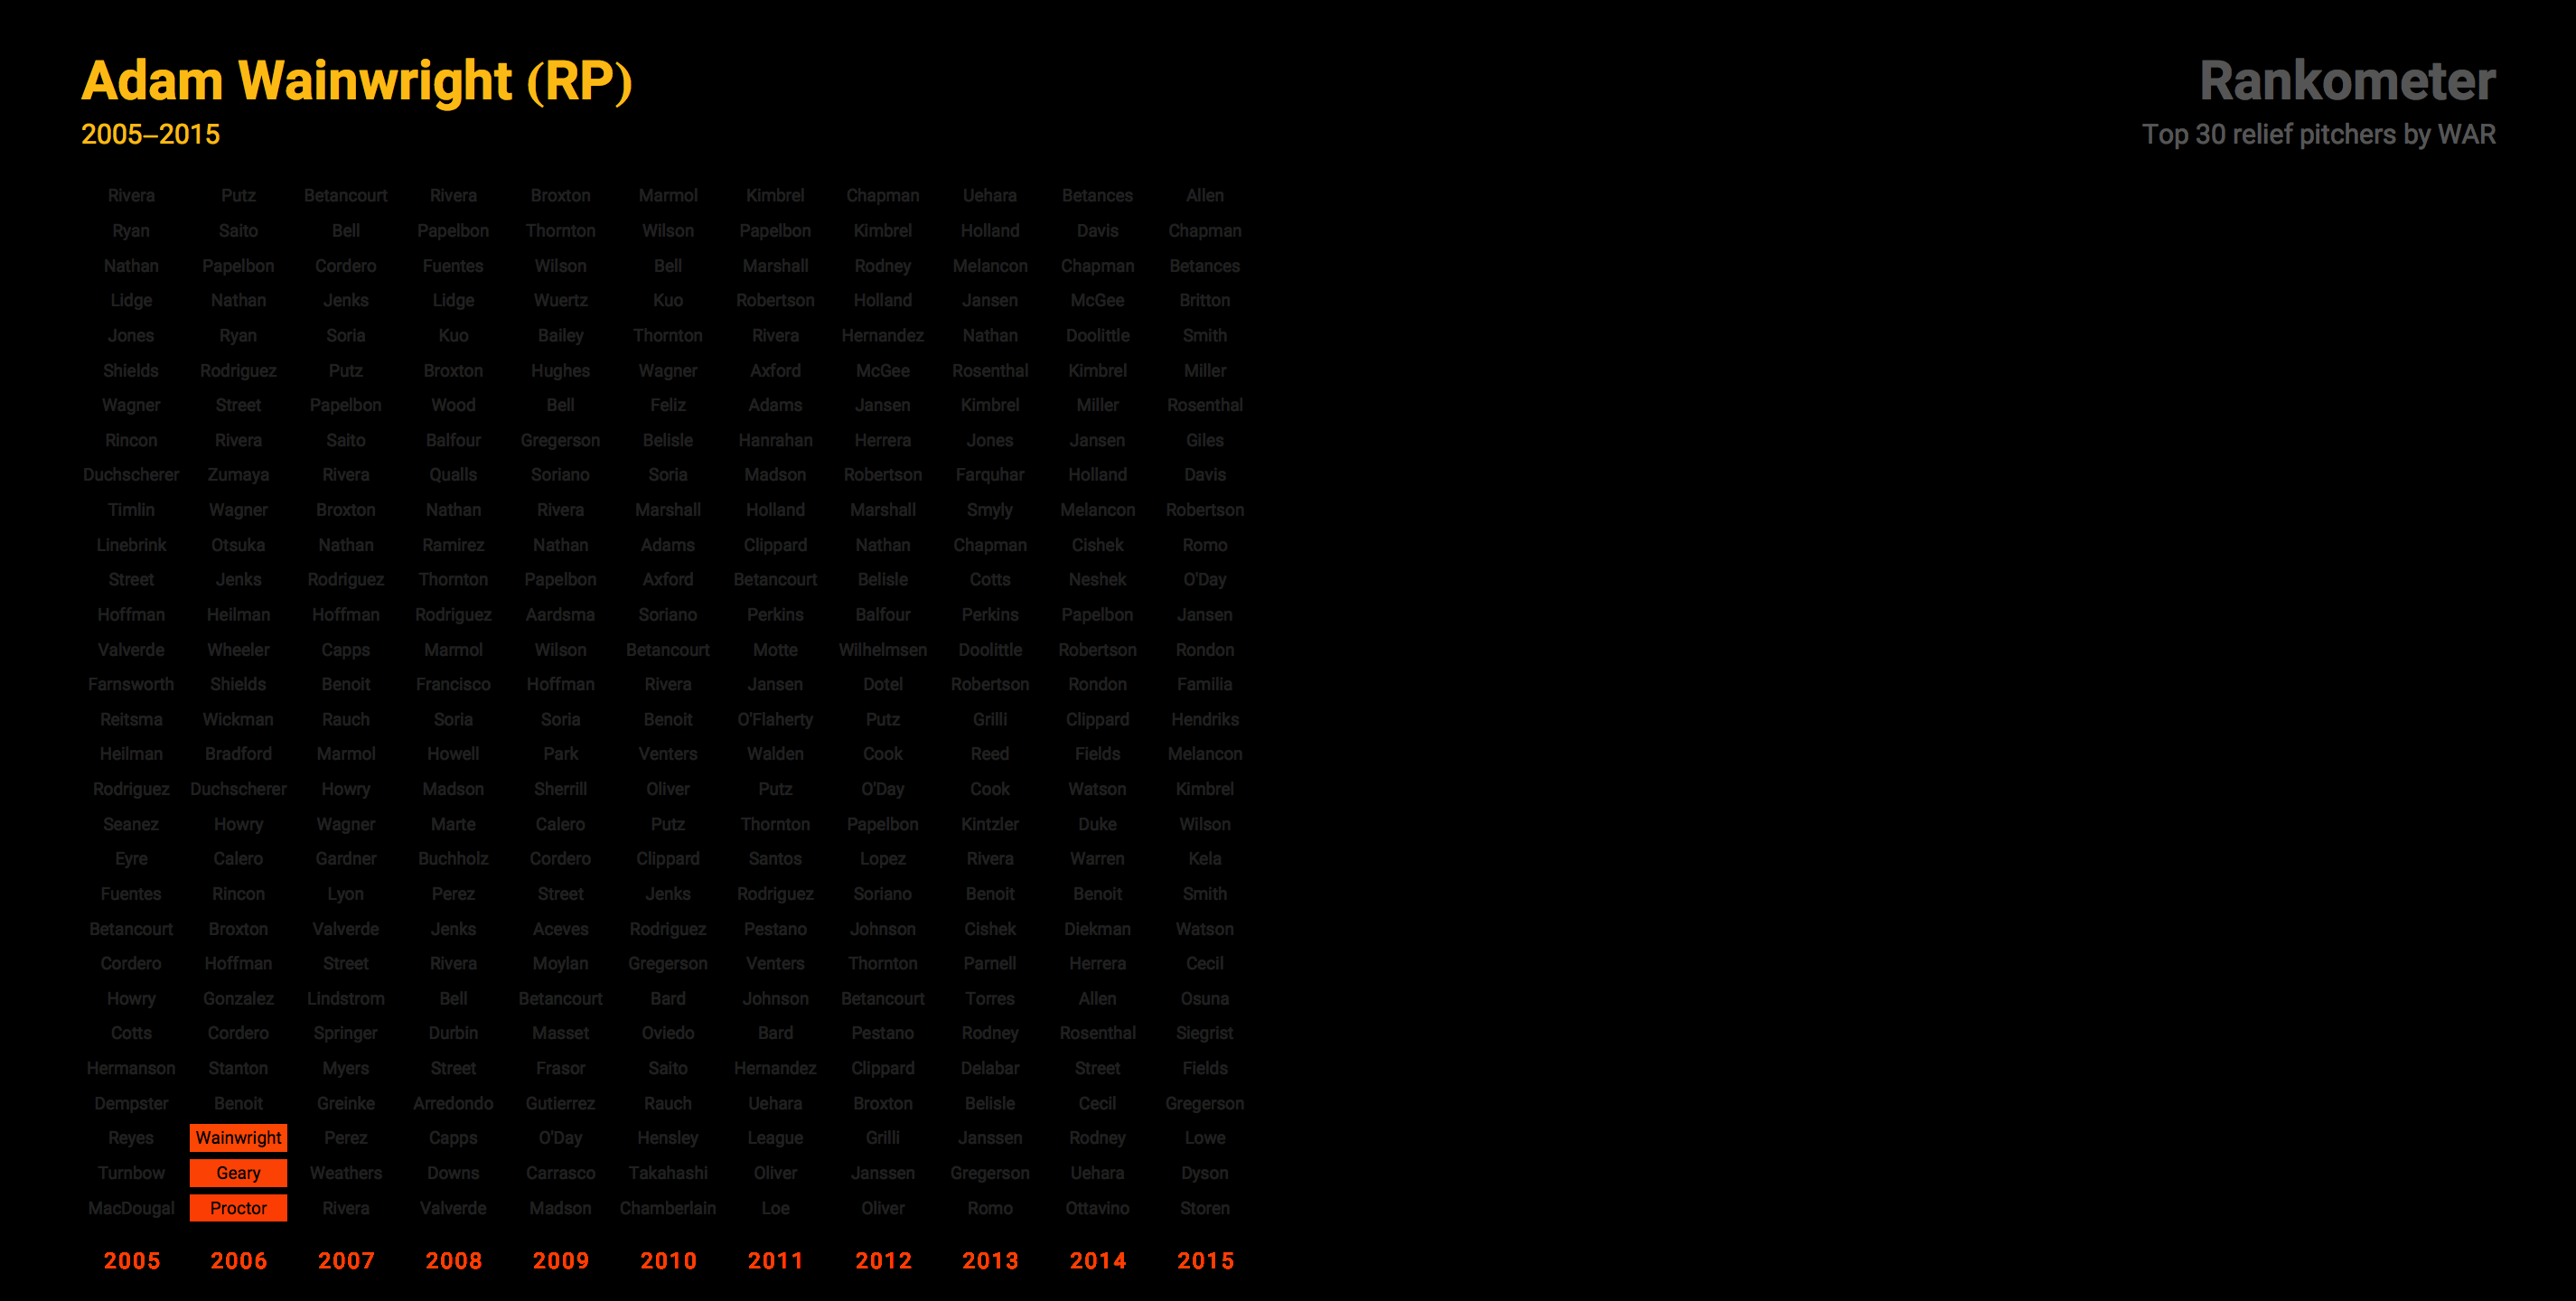 Adam Wainwright (RP)
2005–2015
Rankometer
Top 30 relief pitchers by WAR
Rivera Putz Betancourt Rivera Broxton Marmol Kimbrel Chapman Uehara Betances Allen
Ryan Saito Bell Papelbon Thornton Wilson Papelbon Kimbrel Holland Davis Chapman
Nathan Papelbon Cordero Fuentes Wilson Bell Marshall Rodney Melancon Chapman Betances
Lidge Nathan Jenks Lidge Wuertz Kuo Robertson Holland Jansen McGee Britton
Jones Ryan Soria Kuo Bailey Thornton Rivera Hernandez Nathan Doolittle Smith
Shields Rodriguez Putz Broxton Hughes Wagner Axford McGee Rosenthal Kimbrel Miller
Wagner Street Papelbon Wood Bell Feliz Adams Jansen Kimbrel Miller Rosenthal
Rincon Rivera Saito Balfour Gregerson Belisle Hanrahan Herrera Jones Jansen Giles
Duchscherer Zumaya Rivera Qualls Soriano Soria Madson Robertson Farquhar Holland Davis
Timlin Wagner Broxton Nathan Rivera Marshall Holland Marshall Smyly Melancon Robertson
Linebrink Otsuka Nathan Ramirez Nathan Adams Clippard Nathan Chapman Cishek Romo
Street Jenks Rodriguez Thornton Papelbon Axford Betancourt Belisle Cotts Neshek O'Day
Hoffman Heilman Hoffman Rodriguez Aardsma Soriano Perkins Balfour Perkins Papelbon Jansen
Valverde Wheeler Capps Marmol Wilson Betancourt Motte Wilhelmsen Doolittle Robertson Rondon
Farnsworth Shields Benoit Francisco Hoffman Rivera Jansen Dotel Robertson Rondon Familia
Reitsma Wickman Rauch Soria Soria Benoit O'Flaherty Putz Grilli Clippard Hendriks
Heilman Bradford Marmol Howell Park Venters Walden Cook Reed Fields Melancon
Rodriguez Duchscherer Howry Madson Sherrill Oliver Putz O'Day Cook Watson Kimbrel
Seanez Howry Wagner Marte Calero Putz Thornton Papelbon Kintzler Duke Wilson
Eyre Calero Gardner Buchholz Cordero Clippard Santos Lopez Rivera Warren Kela
Fuentes Rincon Lyon Perez Street Jenks Rodriguez Soriano Benoit Benoit Smith
Betancourt Broxton Valverde Jenks Aceves Rodriguez Pestano Johnson Cishek Diekman Watson
Cordero Hoffman Street Rivera Moylan Gregerson Venters Thornton Parnell Herrera Cecil
Howry Gonzalez Lindstrom Bell Betancourt Bard Johnson Betancourt Torres Allen Osuna
Cotts Cordero Springer Durbin Masset Oviedo Bard Pestano Rodney Rosenthal Siegrist
Hermanson Stanton Myers Street Frasor Saito Hernandez Clippard Delabar Street Fields
Dempster Benoit Greinke Arredondo Gutierrez Rauch Uehara Broxton Belisle Cecil Gregerson
Reyes Wainwright Perez Capps O'Day Hensley League Grilli Janssen Rodney Lowe
Turnbow Geary Weathers Downs Carrasco Takahashi Oliver Janssen Gregerson Uehara Dyson
MacDougal Proctor Rivera Valverde Madson Chamberlain Loe Oliver Romo Ottavino Storen
2005 2006 2007 2008 2009 2010 2011 2012 2013 2014 2015